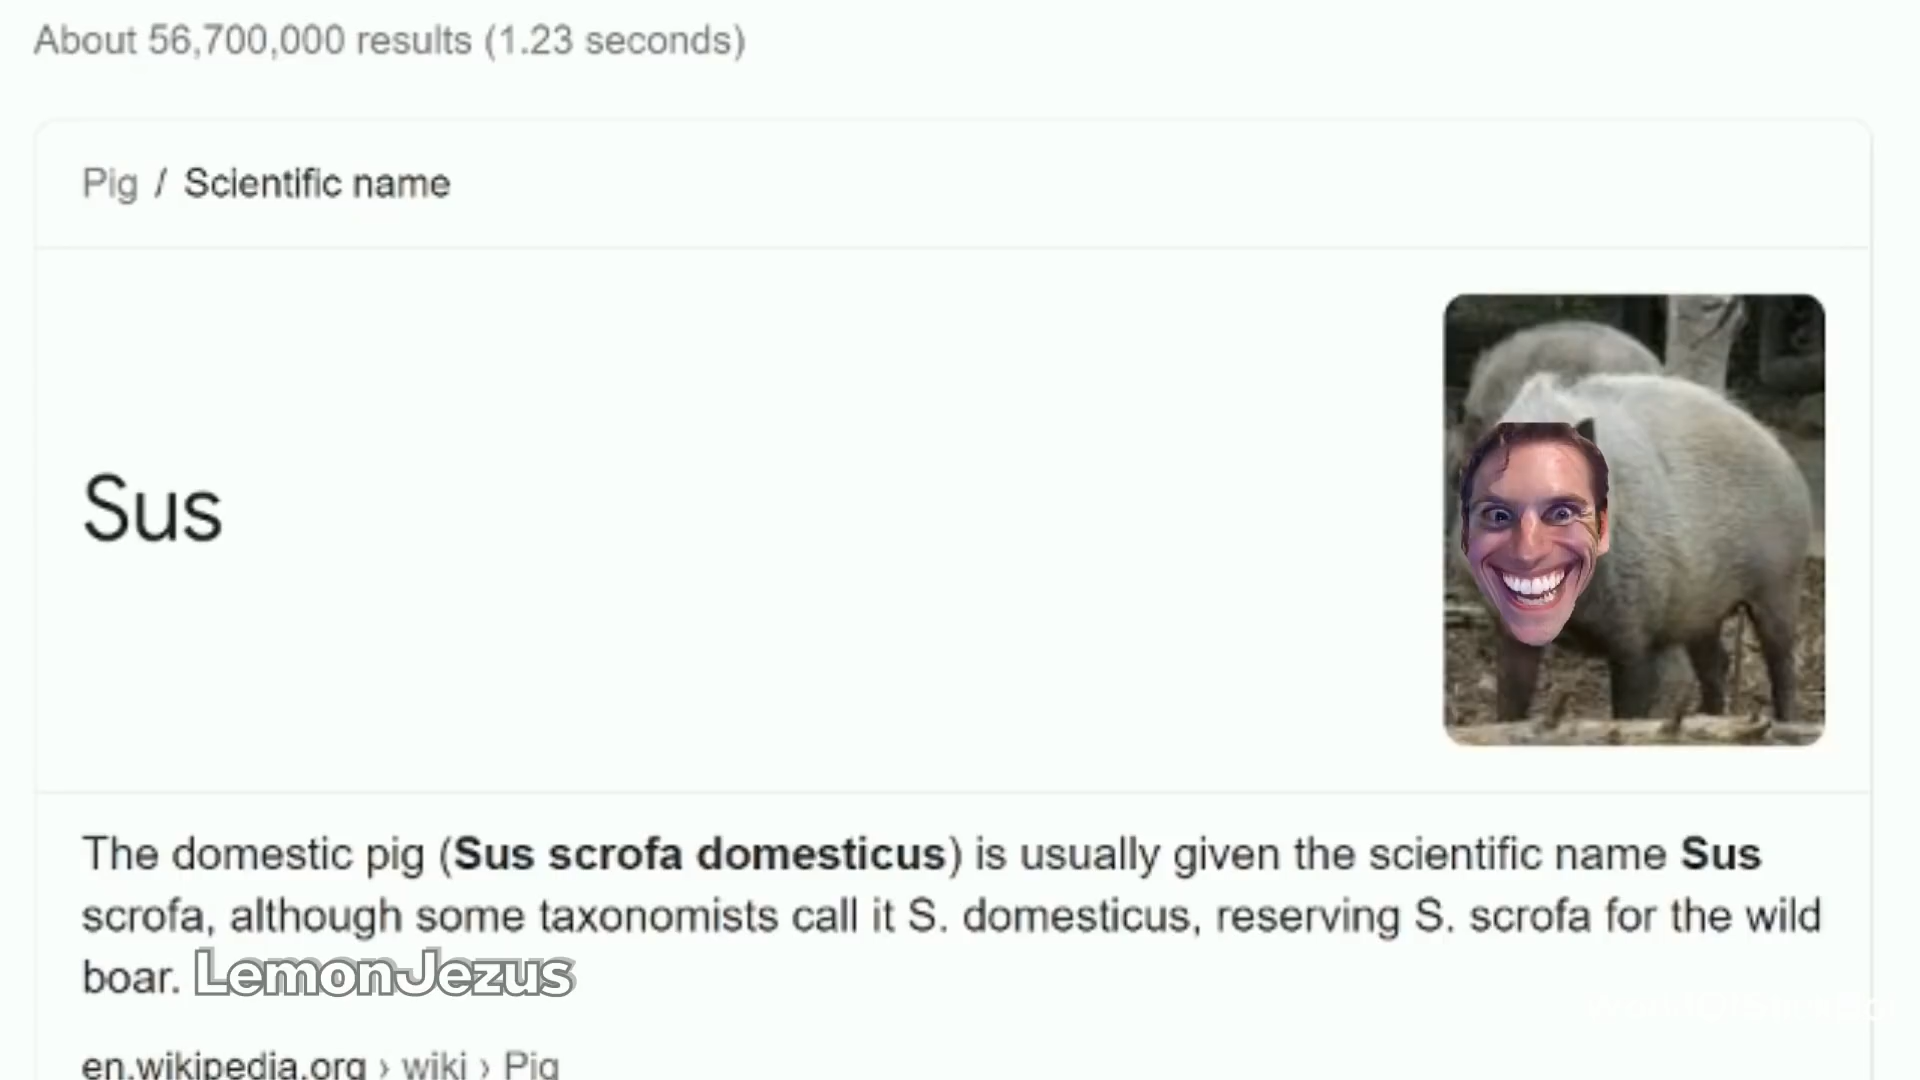 About 56,700,000 results (1.23 seconds)
Pig / Scientific name
Sus
The domestic pig (Sus scrofa domesticus) is usually given the scientific name Sus
scrofa, although some taxonomists call it S. domesticus, reserving S. scrofa for the wild
boar. LemonJezus
en.wikipedia.org › wiki › Pig